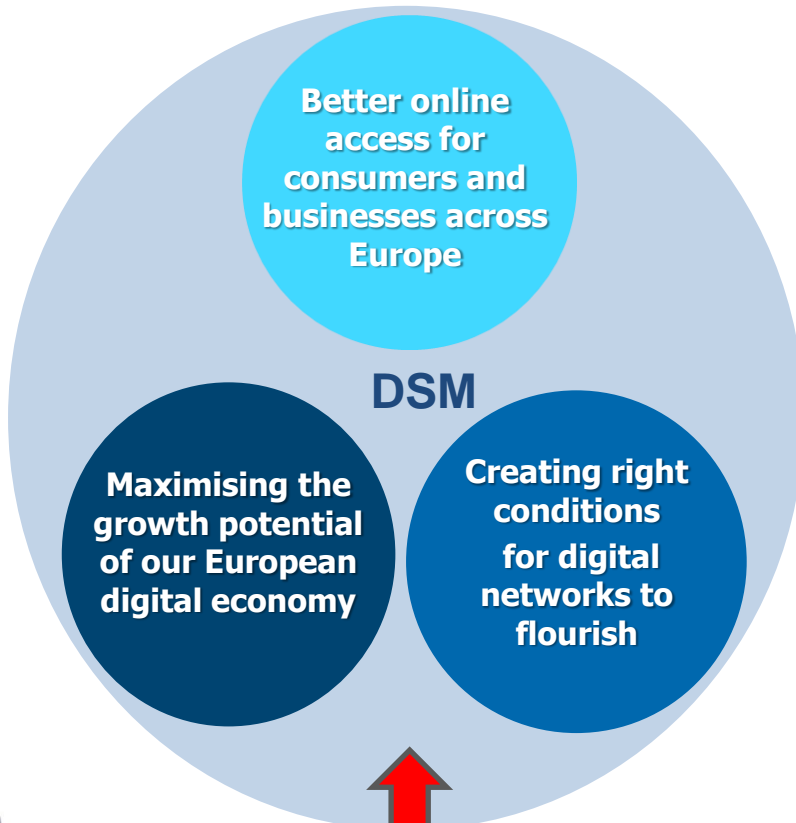 Better online
access for
consumers and
businesses across
Europe
DSM
Maximising the
growth potential
of our European
digital economy
Creating right
conditions
for digital
networks to
flourish